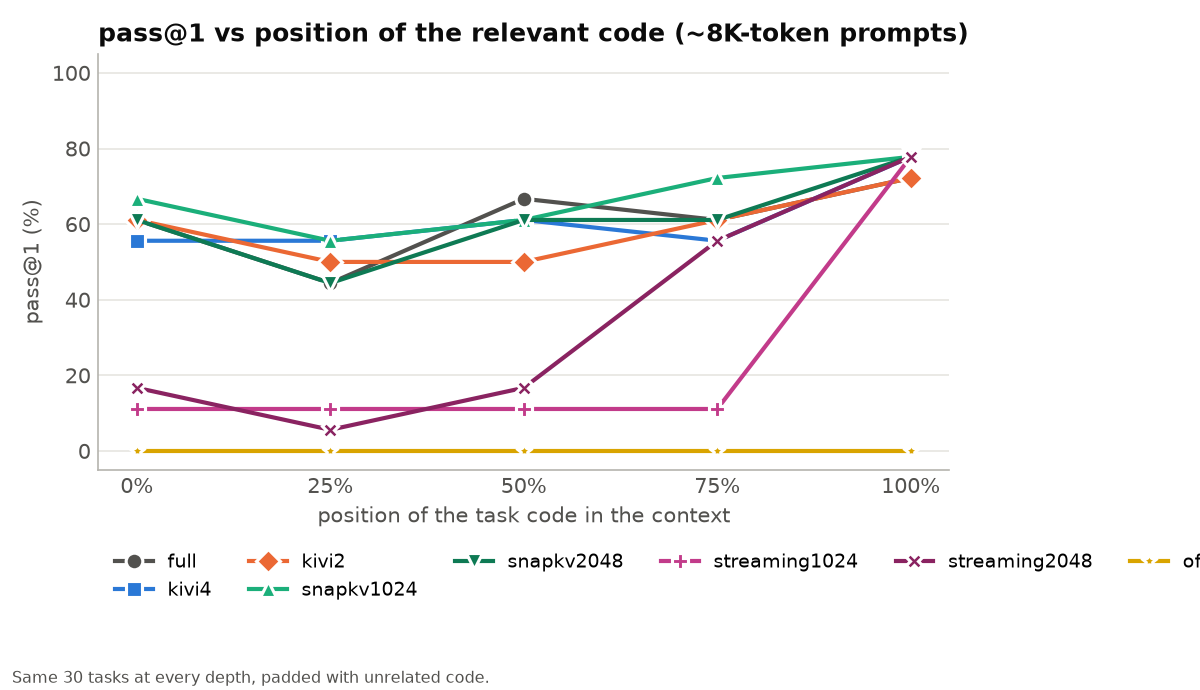 pass@1 vs position of the relevant code (~8K-token prompts)
100
80
60
40
20
0
pass@1 (%)
0% 25% 50% 75% 100%
position of the task code in the context
full kivi2 snapkv2048 streaming1024 streaming2048
kivi4 snapkv1024
Same 30 tasks at every depth, padded with unrelated code.